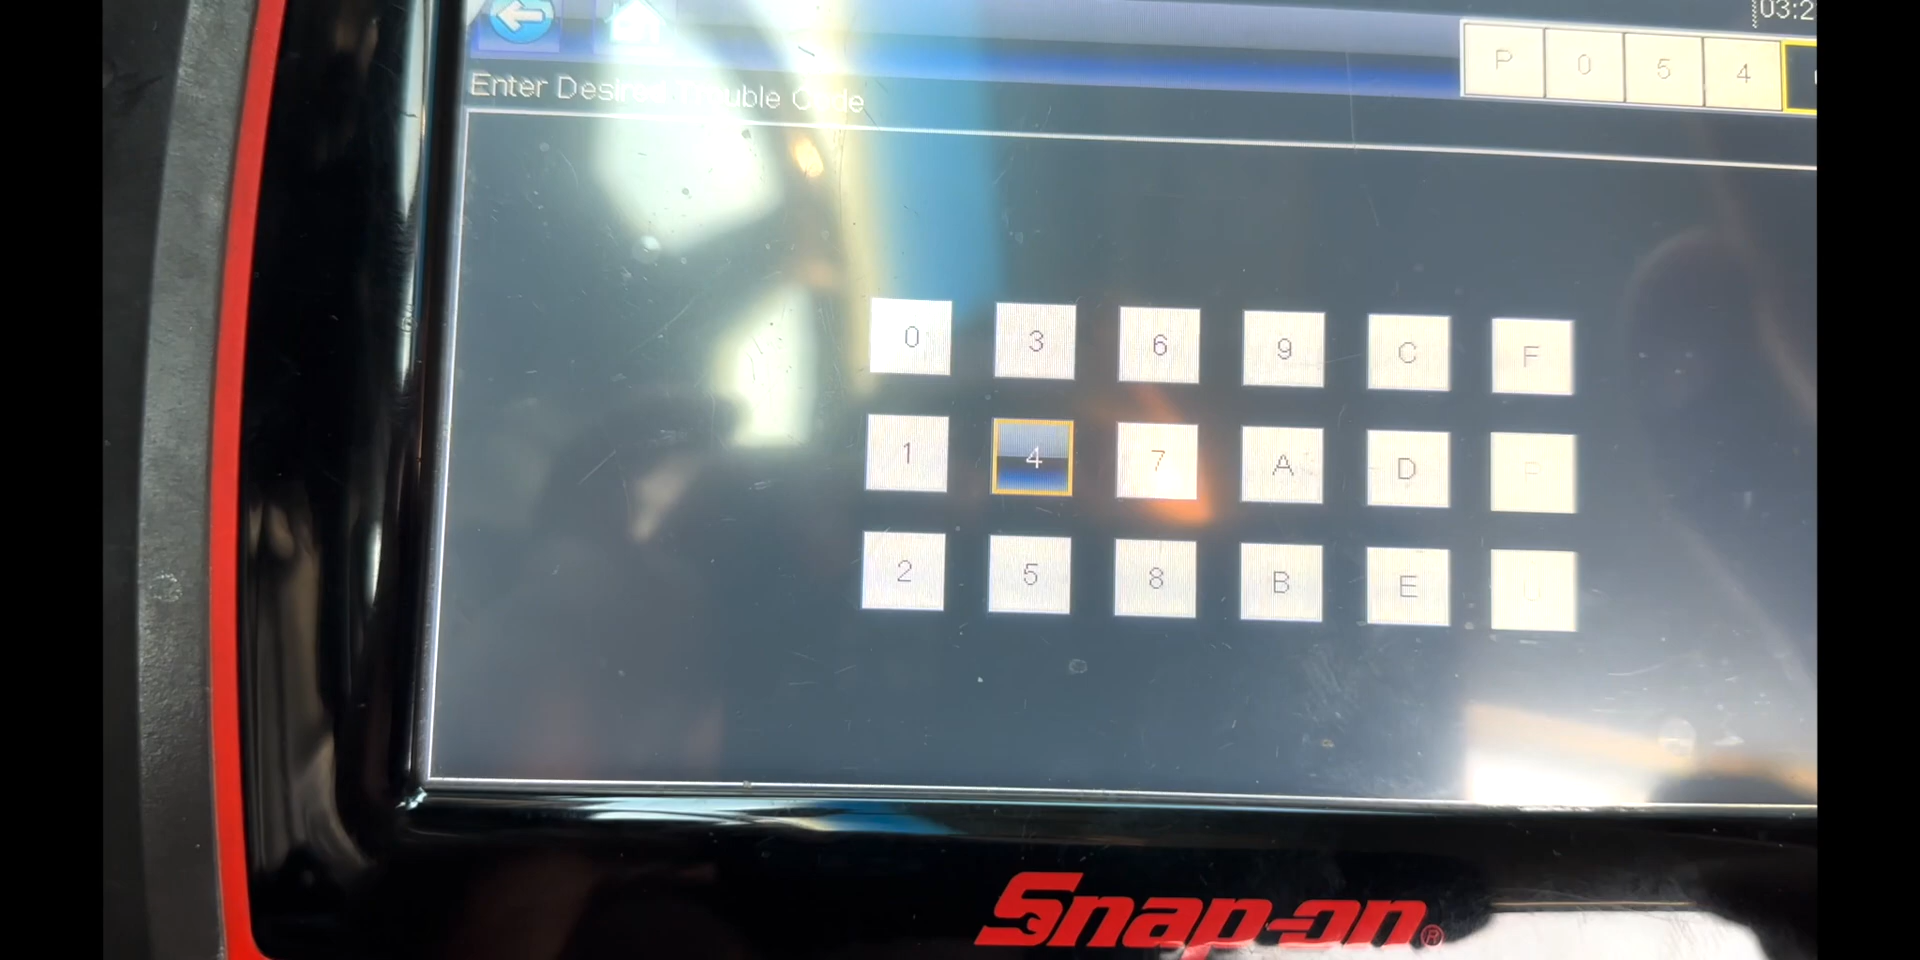 03:2
P 0 5 4
Enter Desired Trouble Code
0 3 6 9 C F
1 4 7 A D P
2 5 8 B E U
Snap-on®